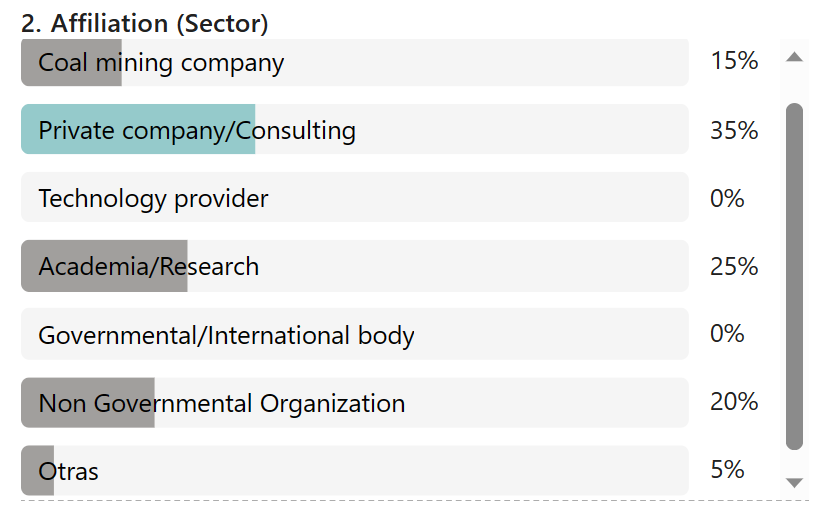 2. Affiliation (Sector)
Coal mining company 15%
Private company/Consulting 35%
Technology provider 0%
Academia/Research 25%
Governmental/International body 0%
Non Governmental Organization 20%
Otras 5%